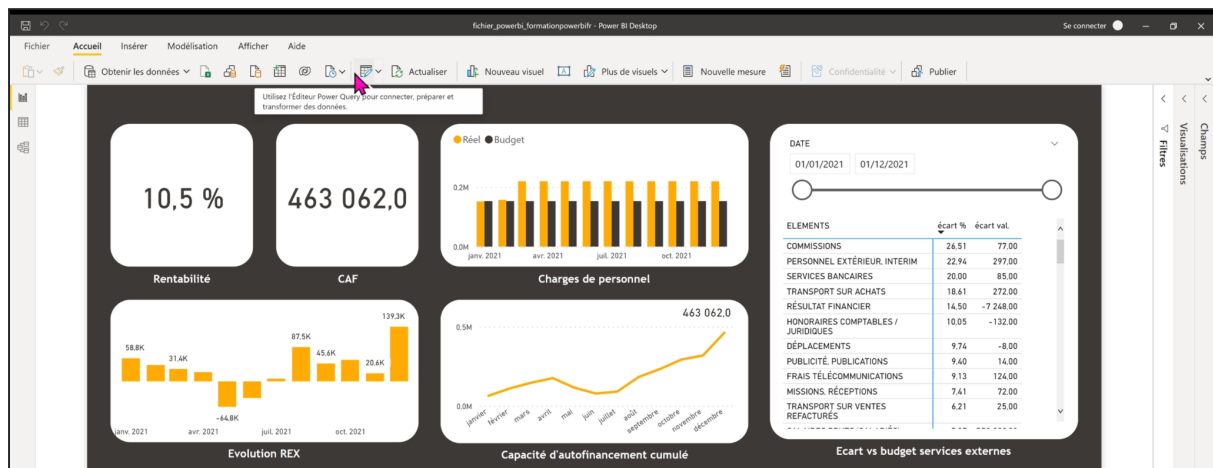 fichier_powerbi_formationpowerbifr - Power BI Desktop
Se connecter
Fichier Accueil Insérer Modélisation Afficher Aide
Obtenir les données Actualiser Nouveau visuel Plus de visuels Nouvelle mesure Confidentialité Publier
Utilisez l'Éditeur Power Query pour connecter, préparer et
transformer des données.
10,5 %
Rentabilité
463 062,0
CAF
Réel Budget
0.2M
0.0M
janv. 2021 avr. 2021 juil. 2021 oct. 2021
Charges de personnel
DATE
01/01/2021 01/12/2021
ELEMENTS écart % écart val.
COMMISSIONS 26,51 77,00
PERSONNEL EXTÉRIEUR, INTERIM 22,94 297,00
SERVICES BANCAIRES 20,00 85,00
TRANSPORT SUR ACHATS 18,61 272,00
RÉSULTAT FINANCIER 14,50 -7 248,00
HONORAIRES COMPTABLES / 10,05 -132,00
JURIDIQUES
DÉPLACEMENTS 9,74 -8,00
PUBLICITÉ, PUBLICATIONS 9,40 14,00
FRAIS TÉLÉCOMMUNICATIONS 9,13 124,00
MISSIONS, RÉCEPTIONS 7,41 72,00
TRANSPORT SUR VENTES 6,21 25,00
REFACTURÉS
Ecart vs budget services externes
58,8K
31,4K
-64,8K
87,5K
45,6K
20,6K
139,3K
janv. 2021 avr. 2021 juil. 2021 oct. 2021
Evolution REX
463 062,0
0.5M
0.0M
janvier février mars avril mai juin juillet août septembre octobre novembre décembre
Capacité d'autofinancement cumulé
Filtres
Visualisations
Champs